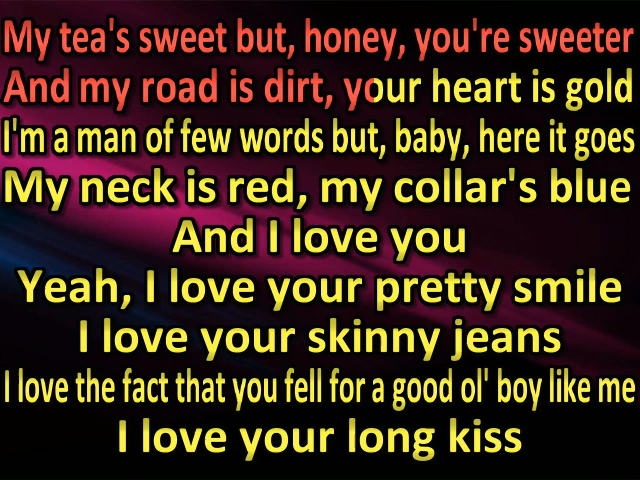 My tea's sweet but, honey, you're sweeter
And my road is dirt, your heart is gold
I'm a man of few words but, baby, here it goes
My neck is red, my collar's blue
And I love you
Yeah, I love your pretty smile
I love your skinny jeans
I love the fact that you fell for a good ol' boy like me
I love your long kiss